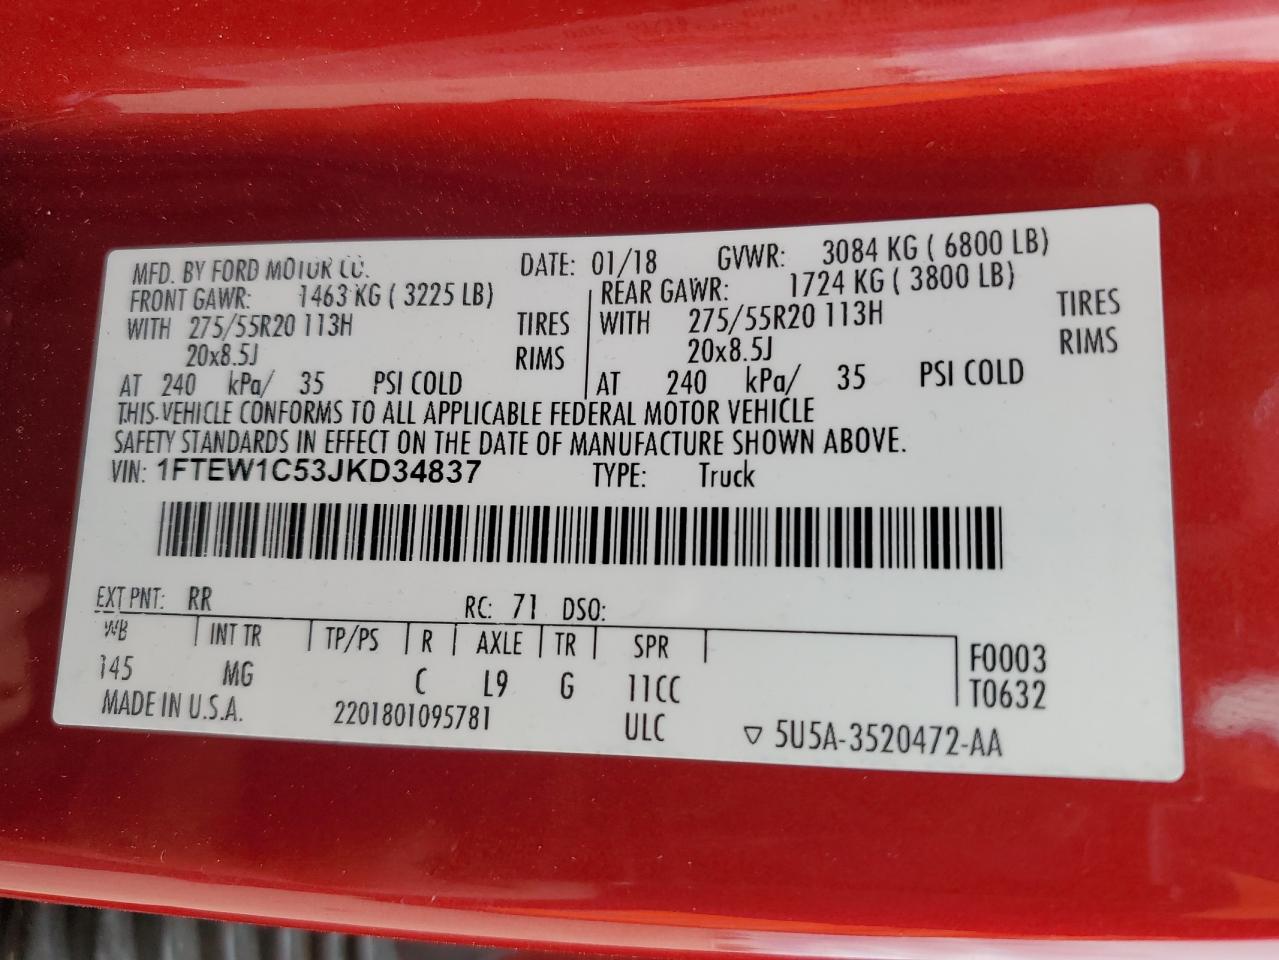 MFD. BY FORD MOTOR CO. DATE: 01/18 GVWR: 3084 KG ( 6800 LB)
FRONT GAWR: 1463 KG ( 3225 LB) REAR GAWR: 1724 KG ( 3800 LB)
WITH 275/55R20 113H TIRES WITH 275/55R20 113H TIRES
20x8.5J RIMS 20x8.5J RIMS
AT 240 kPa/ 35 PSI COLD AT 240 kPa/ 35 PSI COLD
THIS VEHICLE CONFORMS TO ALL APPLICABLE FEDERAL MOTOR VEHICLE
SAFETY STANDARDS IN EFFECT ON THE DATE OF MANUFACTURE SHOWN ABOVE.
VIN: 1FTEW1C53JKD34837 TYPE: Truck
EXT PNT: RR RC: 71 DSO:
WB INT TR TP/PS R AXLE TR SPR F0003
145 MG C L9 G 11CC T0632
MADE IN U.S.A. 2201801095781 ULC ▽ 5U5A-3520472-AA